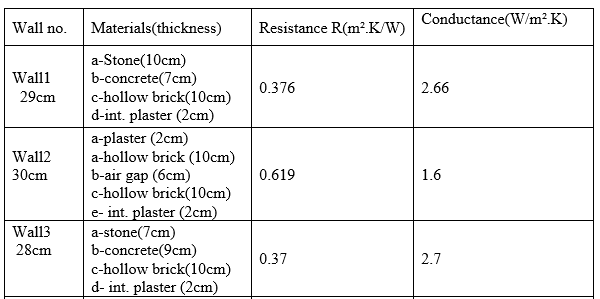 Wall no. Materials(thickness) Resistance R(m².K/W) Conductance(W/m².K)
Wall1
29cm
a-Stone(10cm)
b-concrete(7cm)
c-hollow brick(10cm)
d-int. plaster (2cm)
0.376
2.66
Wall2
30cm
a-plaster (2cm)
a-hollow brick (10cm)
b-air gap (6cm)
c-hollow brick(10cm)
e- int. plaster (2cm)
0.619
1.6
Wall3
28cm
a-stone(7cm)
b-concrete(9cm)
c-hollow brick(10cm)
d- int. plaster (2cm)
0.37
2.7